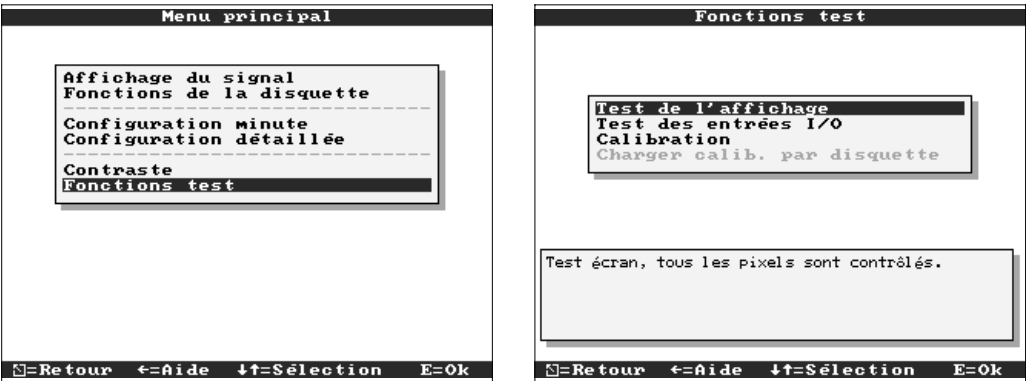 Menu principal
Affichage du signal
Fonctions de la disquette
Configuration minute
Configuration détaillée
Contraste
Fonctions test
⍂=Retour ←=Aide ↓↑=Sélection E=Ok
Fonctions test
Test de l'affichage
Test des entrées I/O
Calibration
Charger calib. par disquette
Test écran, tous les pixels sont contrôlés.
⍂=Retour ←=Aide ↓↑=Sélection E=Ok